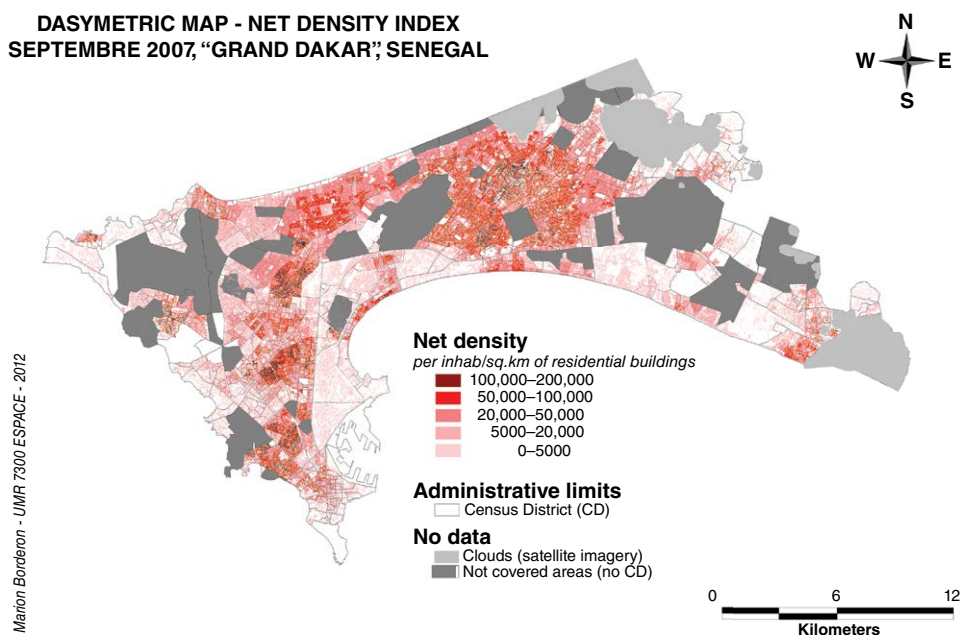 DASYMETRIC MAP - NET DENSITY INDEX
SEPTEMBRE 2007, “GRAND DAKAR”, SENEGAL
N
W E
S
Net density
per inhab/sq.km of residential buildings
100,000–200,000
50,000–100,000
20,000–50,000
5000–20,000
0–5000
Administrative limits
Census District (CD)
No data
Clouds (satellite imagery)
Not covered areas (no CD)
0 6 12
Kilometers
Marion Borderon - UMR 7300 ESPACE - 2012